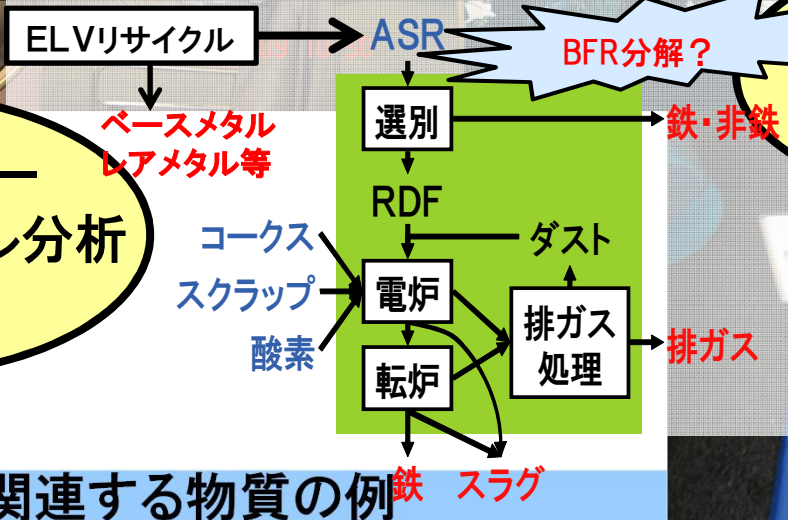 ELVリサイクル
ASR
BFR分解？
ベースメタル
レアメタル等
選別
鉄・非鉄
ル分析
RDF
コークス
ダスト
スクラップ
電炉
酸素
排ガス
処理
排ガス
転炉
関連する物質の例
鉄 スラグ